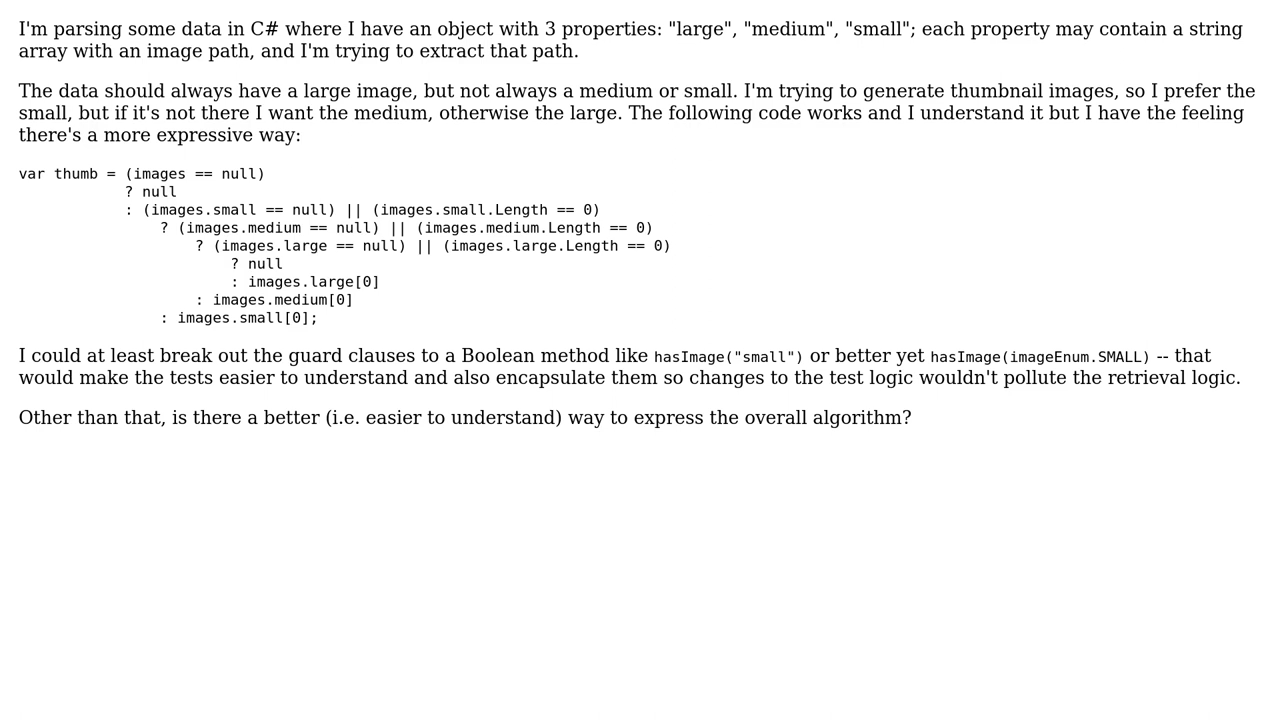 I'm parsing some data in C# where I have an object with 3 properties: "large", "medium", "small"; each property may contain a string
array with an image path, and I'm trying to extract that path.
The data should always have a large image, but not always a medium or small. I'm trying to generate thumbnail images, so I prefer the
small, but if it's not there I want the medium, otherwise the large. The following code works and I understand it but I have the feeling
there's a more expressive way:
var thumb = (images == null)
            ? null
            : (images.small == null) || (images.small.Length == 0)
                ? (images.medium == null) || (images.medium.Length == 0)
                    ? (images.large == null) || (images.large.Length == 0)
                        ? null
                        : images.large[0]
                    : images.medium[0]
                : images.small[0];
I could at least break out the guard clauses to a Boolean method like hasImage("small") or better yet hasImage(imageEnum.SMALL) -- that
would make the tests easier to understand and also encapsulate them so changes to the test logic wouldn't pollute the retrieval logic.
Other than that, is there a better (i.e. easier to understand) way to express the overall algorithm?